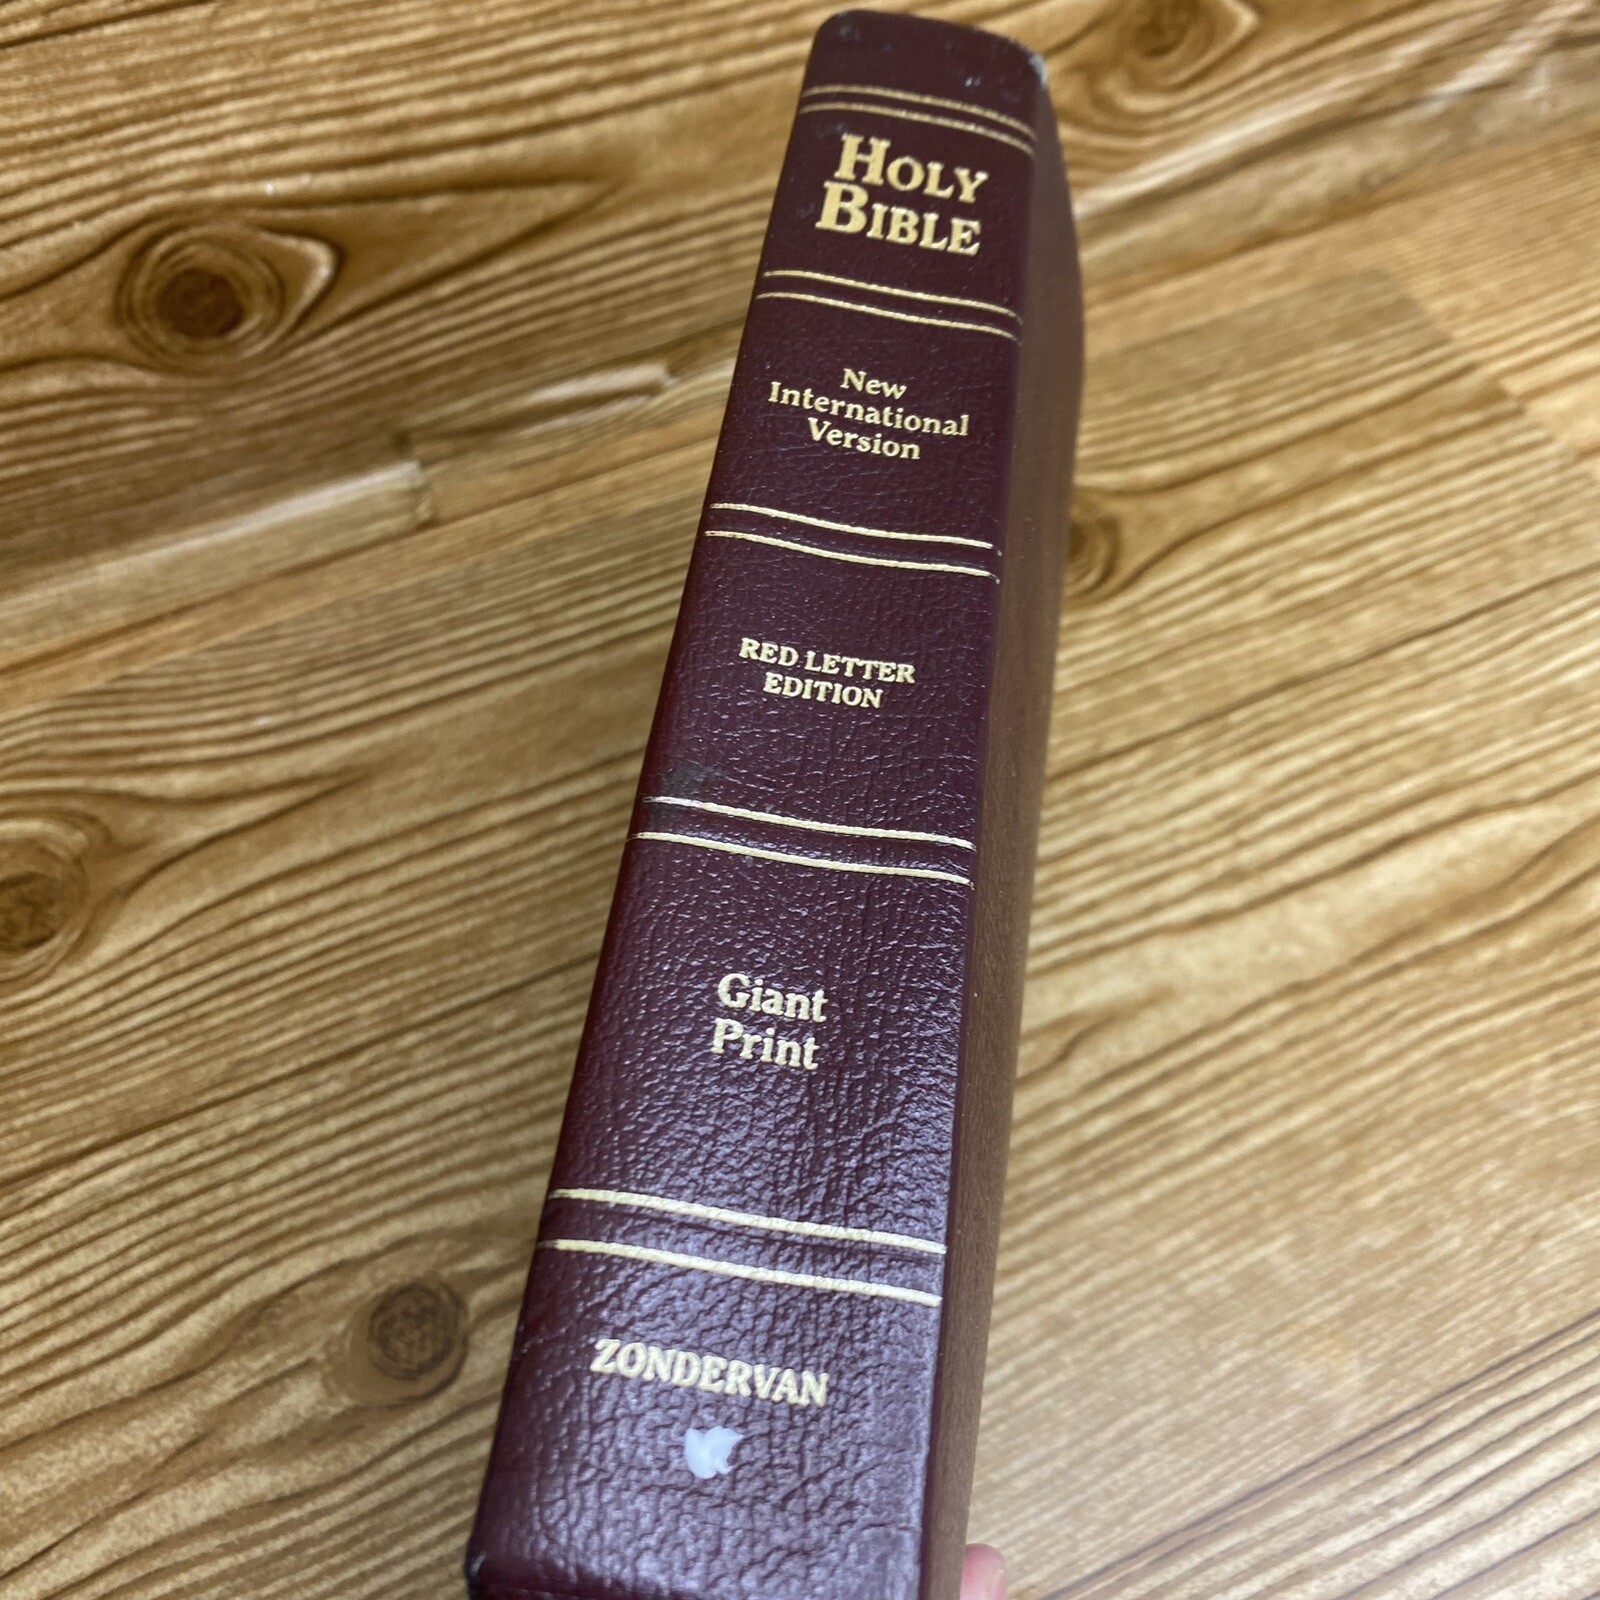 HOLY
BIBLE
New
International
Version
RED LETTER
EDITION
Giant
Print
ZONDERVAN